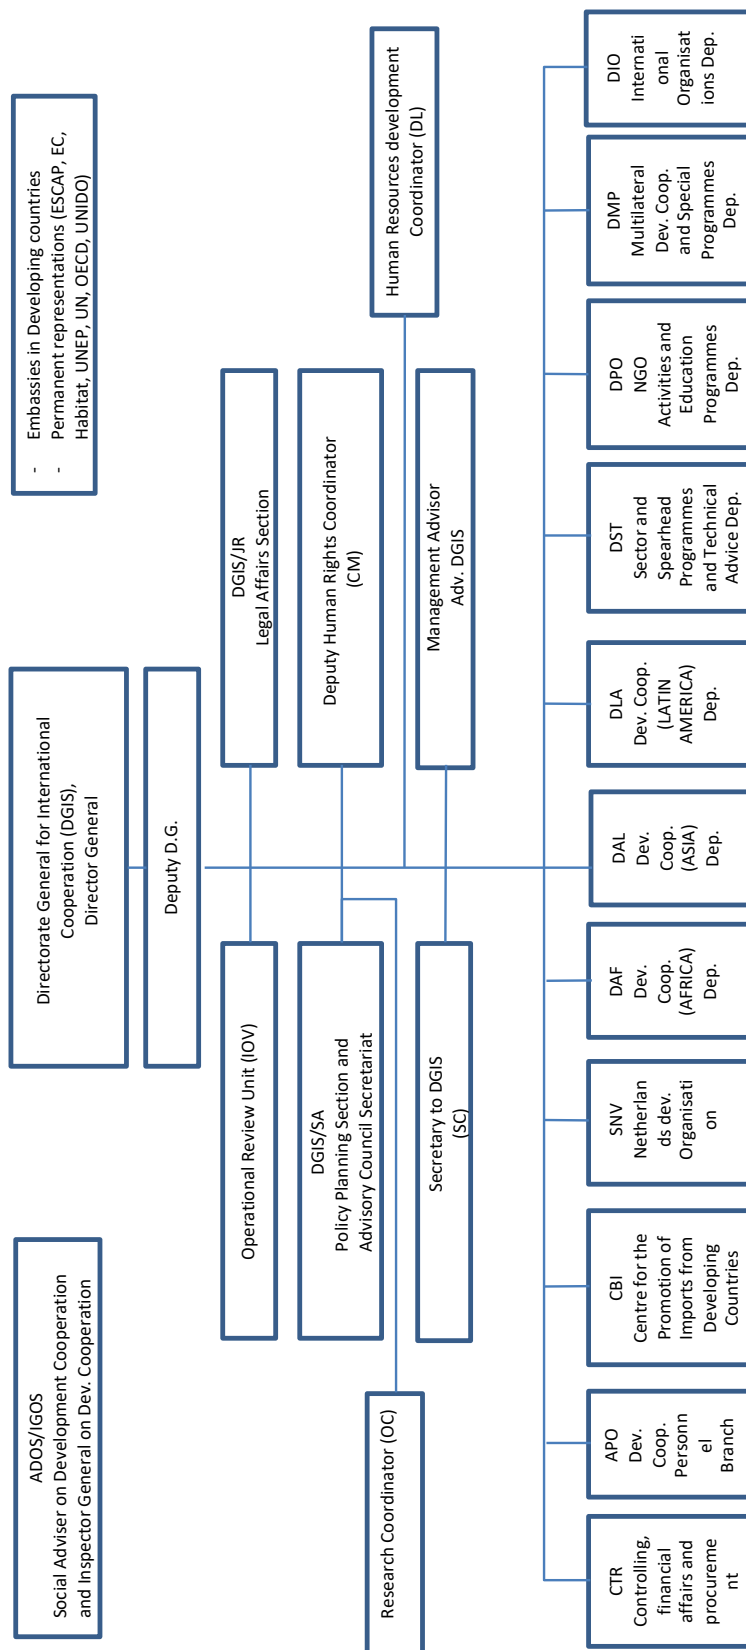 ADOS/IGOS
Social Adviser on Development Cooperation
and Inspector General on Dev. Cooperation
Directorate General for International
Cooperation (DGIS),
Director General
- Embassies in Developing countries
- Permanent representations (ESCAP, EC,
Habitat, UNEP, UN, OECD, UNIDO)
Deputy D.G.
Operational Review Unit (IOV)
DGIS/JR
Legal Affairs Section
DGIS/SA
Policy Planning Section and
Advisory Council Secretariat
Deputy Human Rights Coordinator
(CM)
Research Coordinator (OC)
Human Resources development
Coordinator (DL)
Secretary to DGIS
(SC)
Management Advisor
Adv. DGIS
CTR
Controlling,
financial
affairs and
procureme
nt
APO
Dev.
Coop.
Personn
el
Branch
CBI
Centre for the
Promotion of
Imports from
Developing
Countries
SNV
Netherlan
ds dev.
Organisati
on
DAF
Dev.
Coop.
(AFRICA)
Dep.
DAL
Dev.
Coop.
(ASIA)
Dep.
DLA
Dev. Coop.
(LATIN
AMERICA)
Dep.
DST
Sector and
Spearhead
Programmes
and Technical
Advice Dep.
DPO
NGO
Activities and
Education
Programmes
Dep.
DMP
Multilateral
Dev. Coop.
and Special
Programmes
Dep.
DIO
Internati
onal
Organisat
ions Dep.